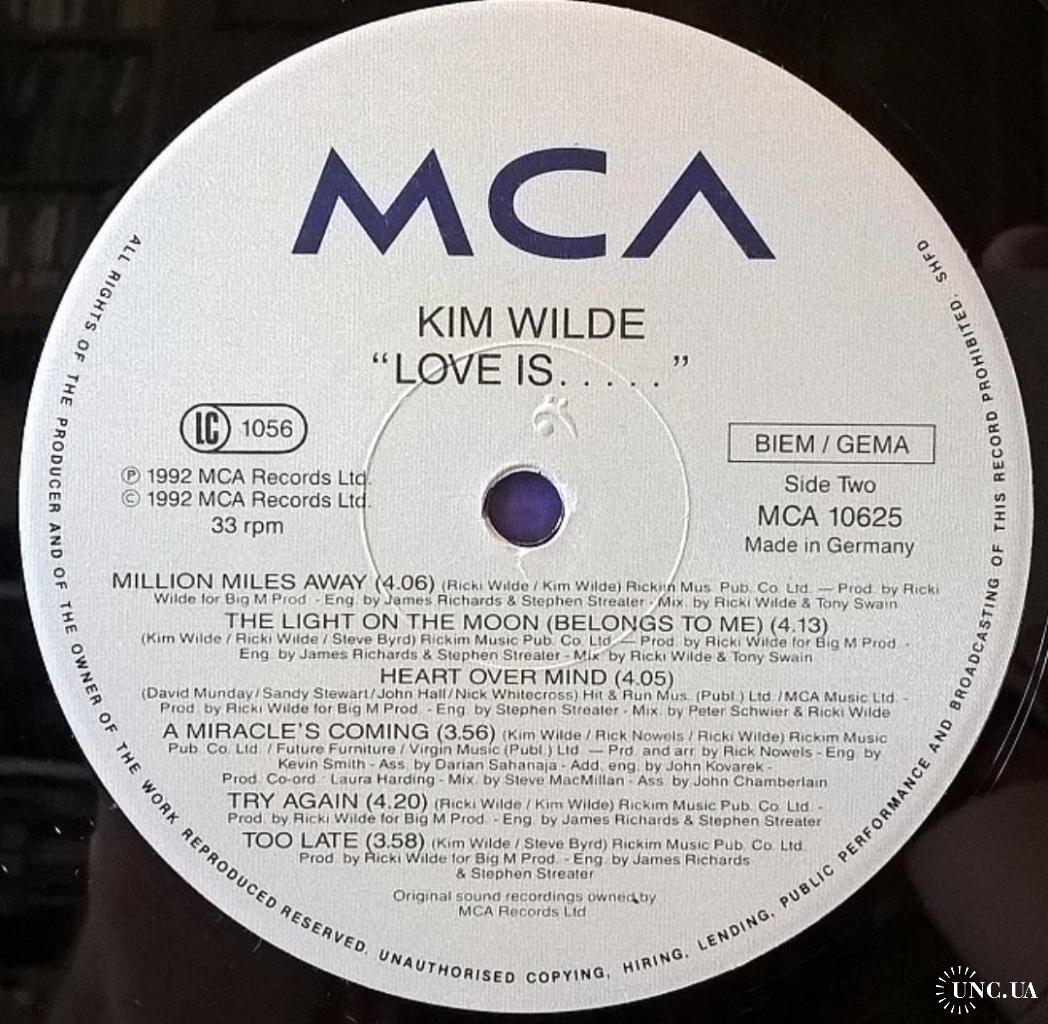 MCA
KIM WILDE
“LOVE IS. . . . . ”
LC 1056
℗ 1992 MCA Records Ltd.
© 1992 MCA Records Ltd.
33 rpm
BIEM / GEMA
Side Two
MCA 10625
Made in Germany
MILLION MILES AWAY (4.06) (Ricki Wilde / Kim Wilde) Rickim Mus. Pub. Co. Ltd. — Prod. by Ricki
Wilde for Big M Prod. - Eng. by James Richards & Stephen Streater - Mix. by Ricki Wilde & Tony Swain
THE LIGHT ON THE MOON (BELONGS TO ME) (4.13)
(Kim Wilde / Ricki Wilde / Steve Byrd) Rickim Music Pub. Co. Ltd. — Prod. by Ricki Wilde for Big M Prod. -
Eng. by James Richards & Stephen Streater - Mix by Ricki Wilde & Tony Swain
HEART OVER MIND (4.05)
(David Munday / Sandy Stewart / John Hall / Nick Whitecross) Hit & Run Mus. (Publ.) Ltd. / MCA Music Ltd. -
Prod. by Ricki Wilde for Big M Prod. - Eng. by Stephen Streater - Mix. by Peter Schwier & Ricki Wilde
A MIRACLE'S COMING (3.56) (Kim Wilde / Rick Nowels / Ricki Wilde) Rickim Music
Pub. Co. Ltd. / Future Furniture / Virgin Music (Publ.) Ltd. — Prd. and arr. by Rick Nowels - Eng. by
Kevin Smith - Ass. by Darian Sahanaja - Add. eng. by John Kovarek -
Prod. Co-ord. Laura Harding - Mix. by Steve MacMillan - Ass. by John Chamberlain
TRY AGAIN (4.20) (Ricki Wilde / Kim Wilde) Rickim Music Pub. Co. Ltd. -
Prod. by Ricki Wilde for Big M Prod. - Eng. by James Richards & Stephen Streater
TOO LATE (3.58) (Kim Wilde / Steve Byrd) Rickim Music Pub. Co. Ltd.
Prod. by Ricki Wilde for Big M Prod. - Eng. by James Richards
& Stephen Streater
Original sound recordings owned by
MCA Records Ltd
ALL RIGHTS OF THE PRODUCER AND OF THE OWNER OF THE WORK REPRODUCED RESERVED. UNAUTHORISED COPYING, HIRING, LENDING, PUBLIC PERFORMANCE AND BROADCASTING OF THIS RECORD PROHIBITED. SHFD
UNC.UA